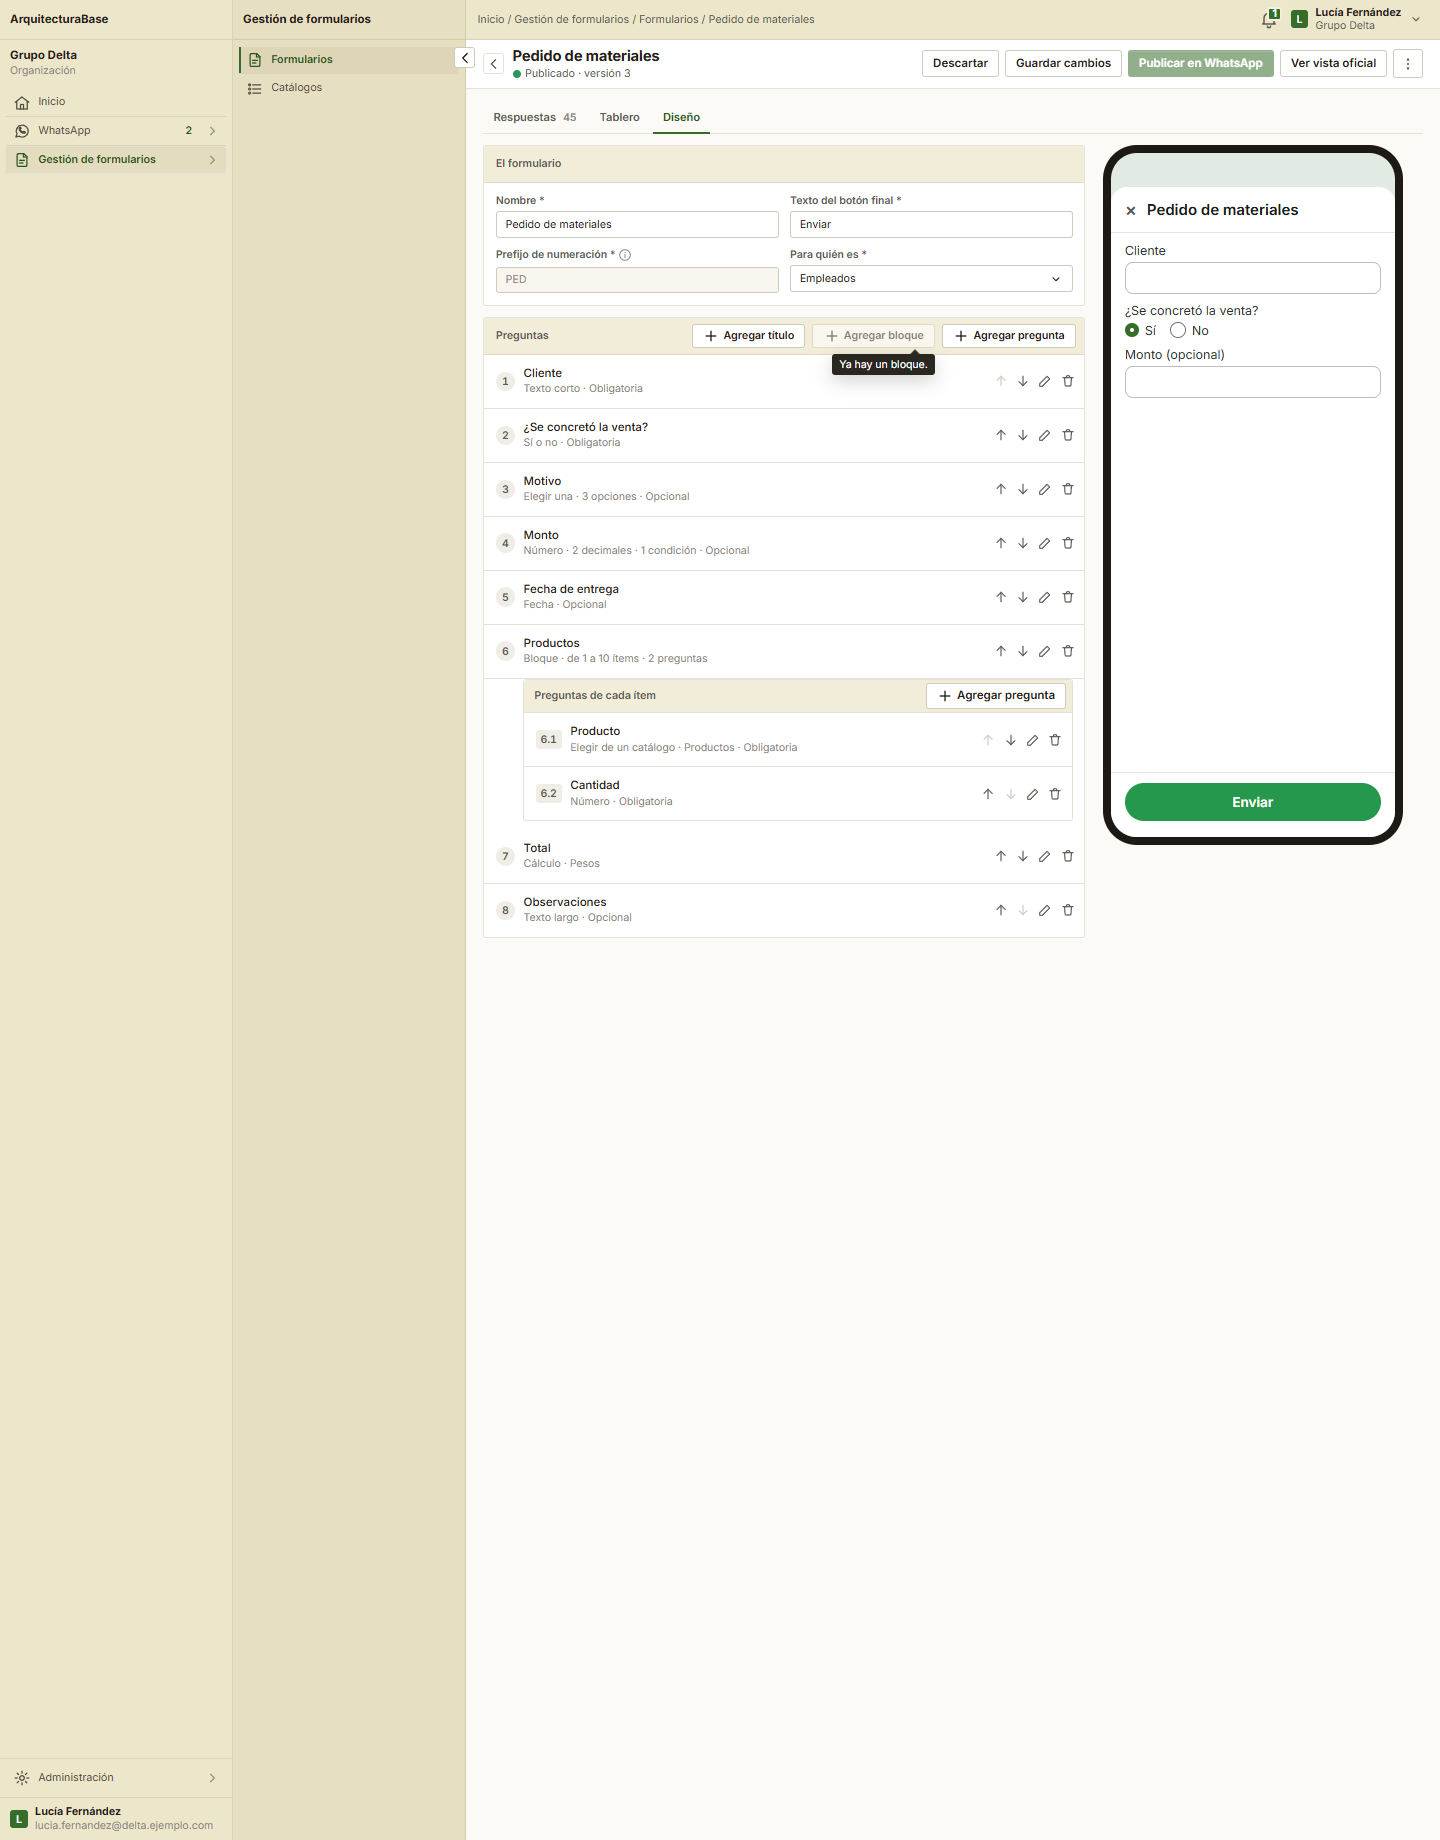 ArquitecturaBase
Grupo Delta
Organización
Inicio
WhatsApp 2
Gestión de formularios
Administración
L Lucía Fernández
lucia.fernandez@delta.ejemplo.com
Gestión de formularios
Formularios
Catálogos
Inicio / Gestión de formularios / Formularios / Pedido de materiales
1
L Lucía Fernández
Grupo Delta
Pedido de materiales
Publicado · versión 3
Descartar Guardar cambios Publicar en WhatsApp Ver vista oficial
Respuestas 45 Tablero Diseño
El formulario
Nombre * Texto del botón final *
Pedido de materiales Enviar
Prefijo de numeración * Para quién es *
PED Empleados
Preguntas Agregar título Agregar bloque Agregar pregunta
Ya hay un bloque.
1 Cliente
Texto corto · Obligatoria
2 ¿Se concretó la venta?
Sí o no · Obligatoria
3 Motivo
Elegir una · 3 opciones · Opcional
4 Monto
Número · 2 decimales · 1 condición · Opcional
5 Fecha de entrega
Fecha · Opcional
6 Productos
Bloque · de 1 a 10 ítems · 2 preguntas
Preguntas de cada ítem Agregar pregunta
6.1 Producto
Elegir de un catálogo · Productos · Obligatoria
6.2 Cantidad
Número · Obligatoria
7 Total
Cálculo · Pesos
8 Observaciones
Texto largo · Opcional
Pedido de materiales
Cliente
¿Se concretó la venta?
Sí No
Monto (opcional)
Enviar